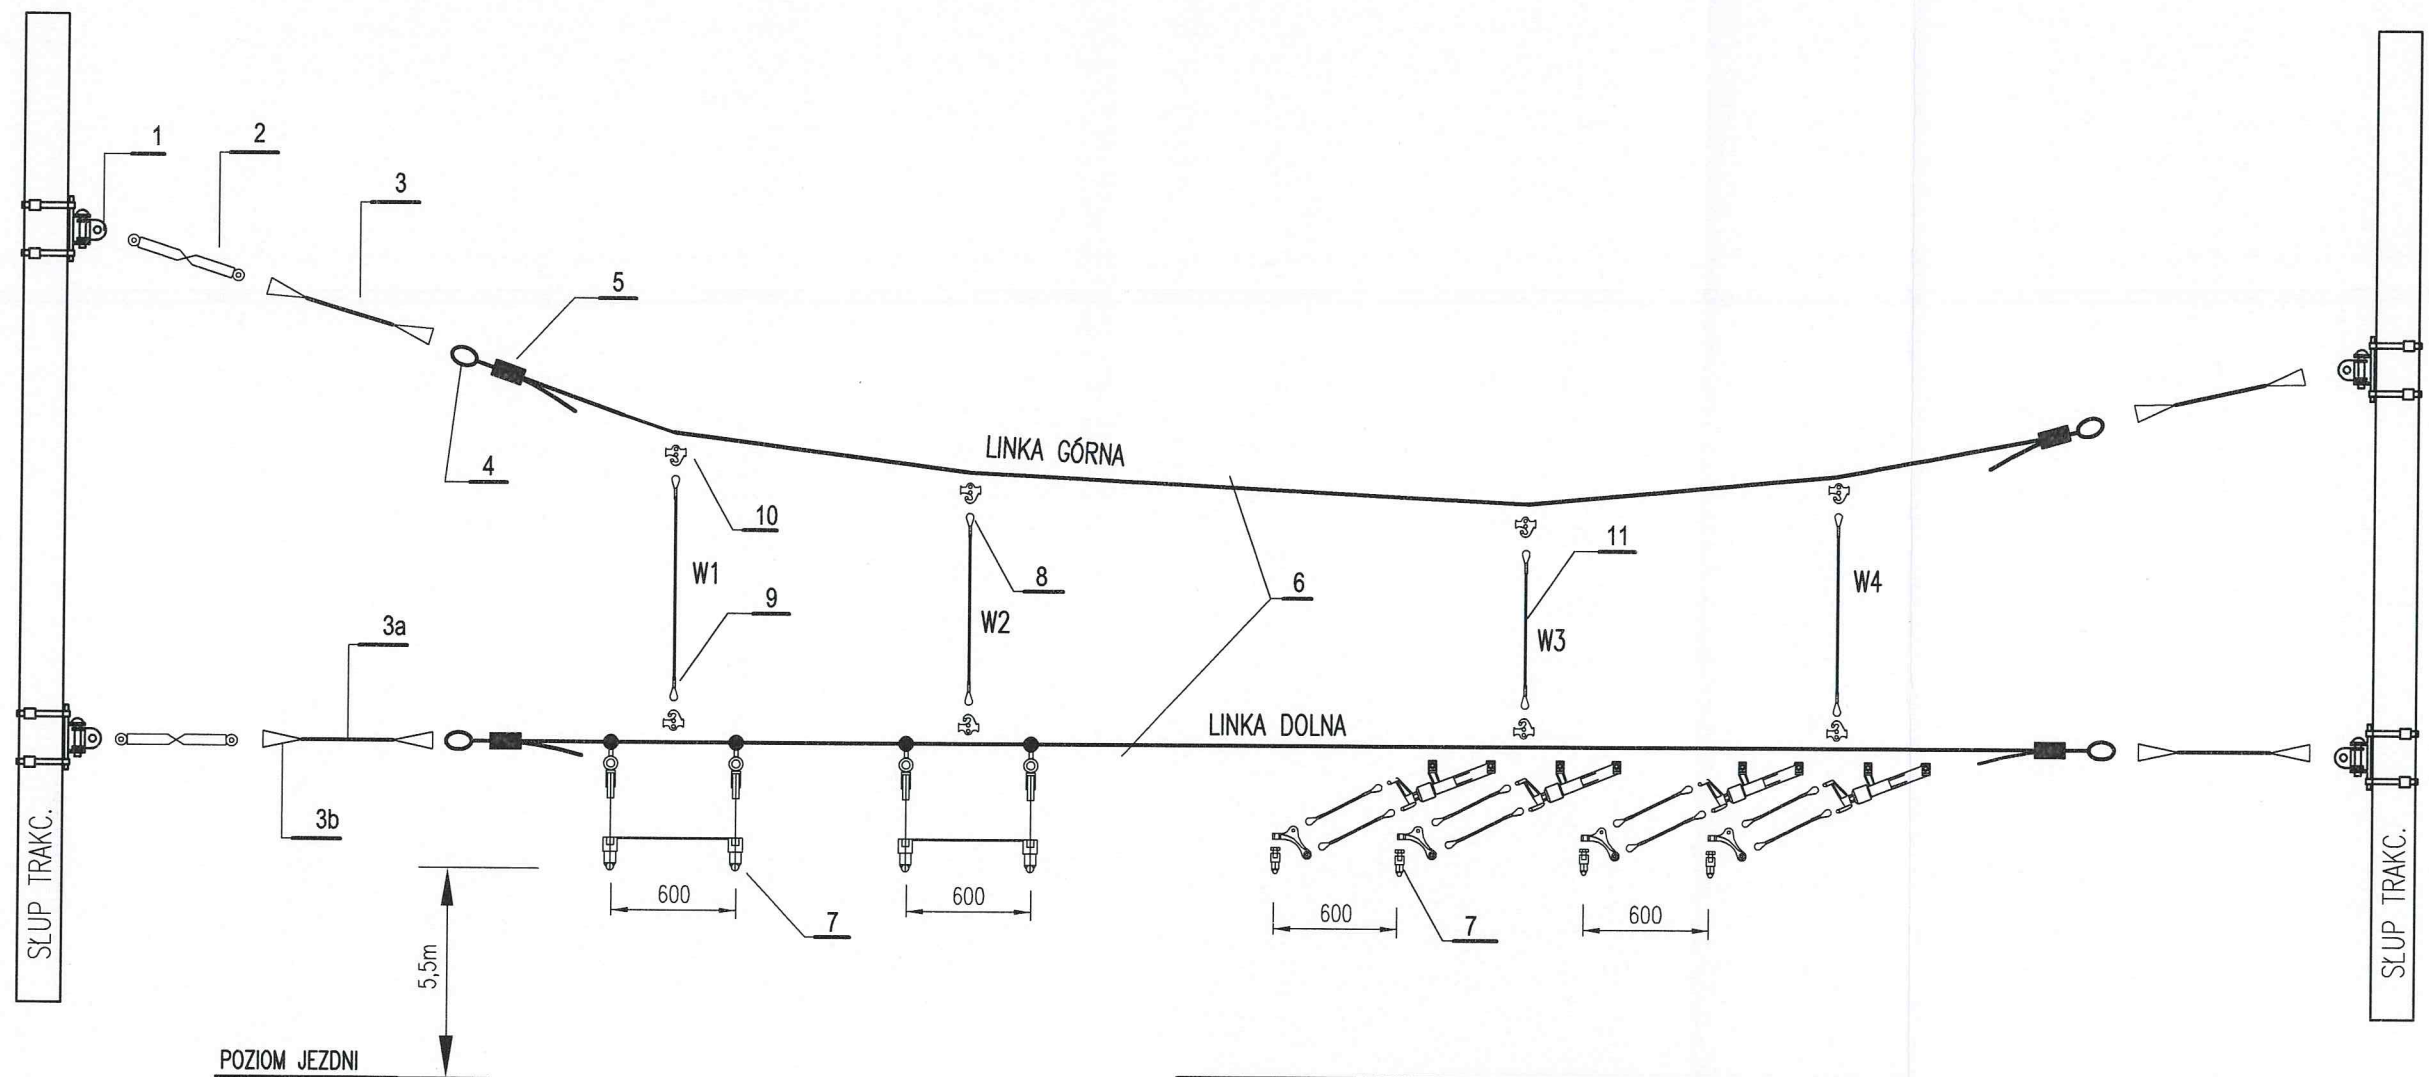 1
2
3
5
4
LINKA GÓRNA
10
W1
9
8
W2
6
11
W3
W4
3a
3b
LINKA DOLNA
SŁUP TRAKC.
SŁUP TRAKC.
600
600
600
600
7
7
5,5m
POZIOM JEZDNI